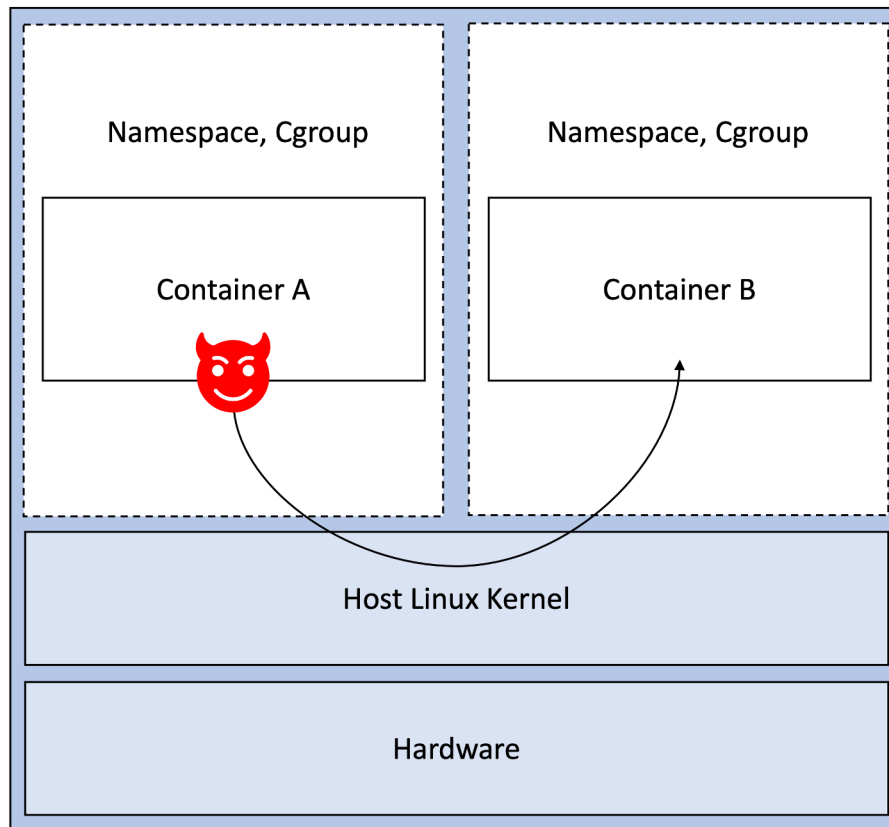 Namespace, Cgroup
Namespace, Cgroup
Container A
Container B
Host Linux Kernel
Hardware